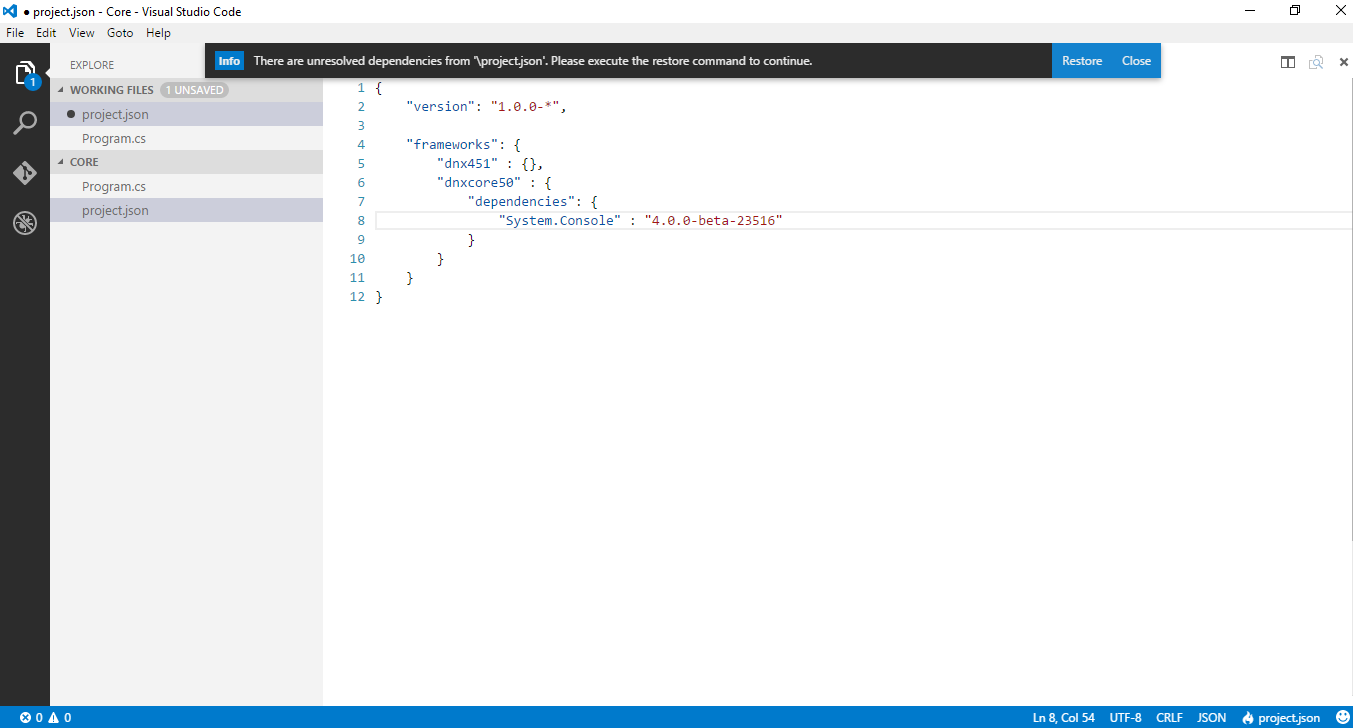 ● project.json - Core - Visual Studio Code
File Edit View Goto Help
EXPLORE
Info There are unresolved dependencies from '\project.json'. Please execute the restore command to continue. Restore Close
1
WORKING FILES 1 UNSAVED
● project.json
Program.cs
CORE
Program.cs
project.json
1 {
2 "version": "1.0.0-*",
3
4 "frameworks": {
5 "dnx451" : {},
6 "dnxcore50" : {
7 "dependencies": {
8 "System.Console" : "4.0.0-beta-23516"
9 }
10 }
11 }
12 }
0 0 Ln 8, Col 54 UTF-8 CRLF JSON project.json